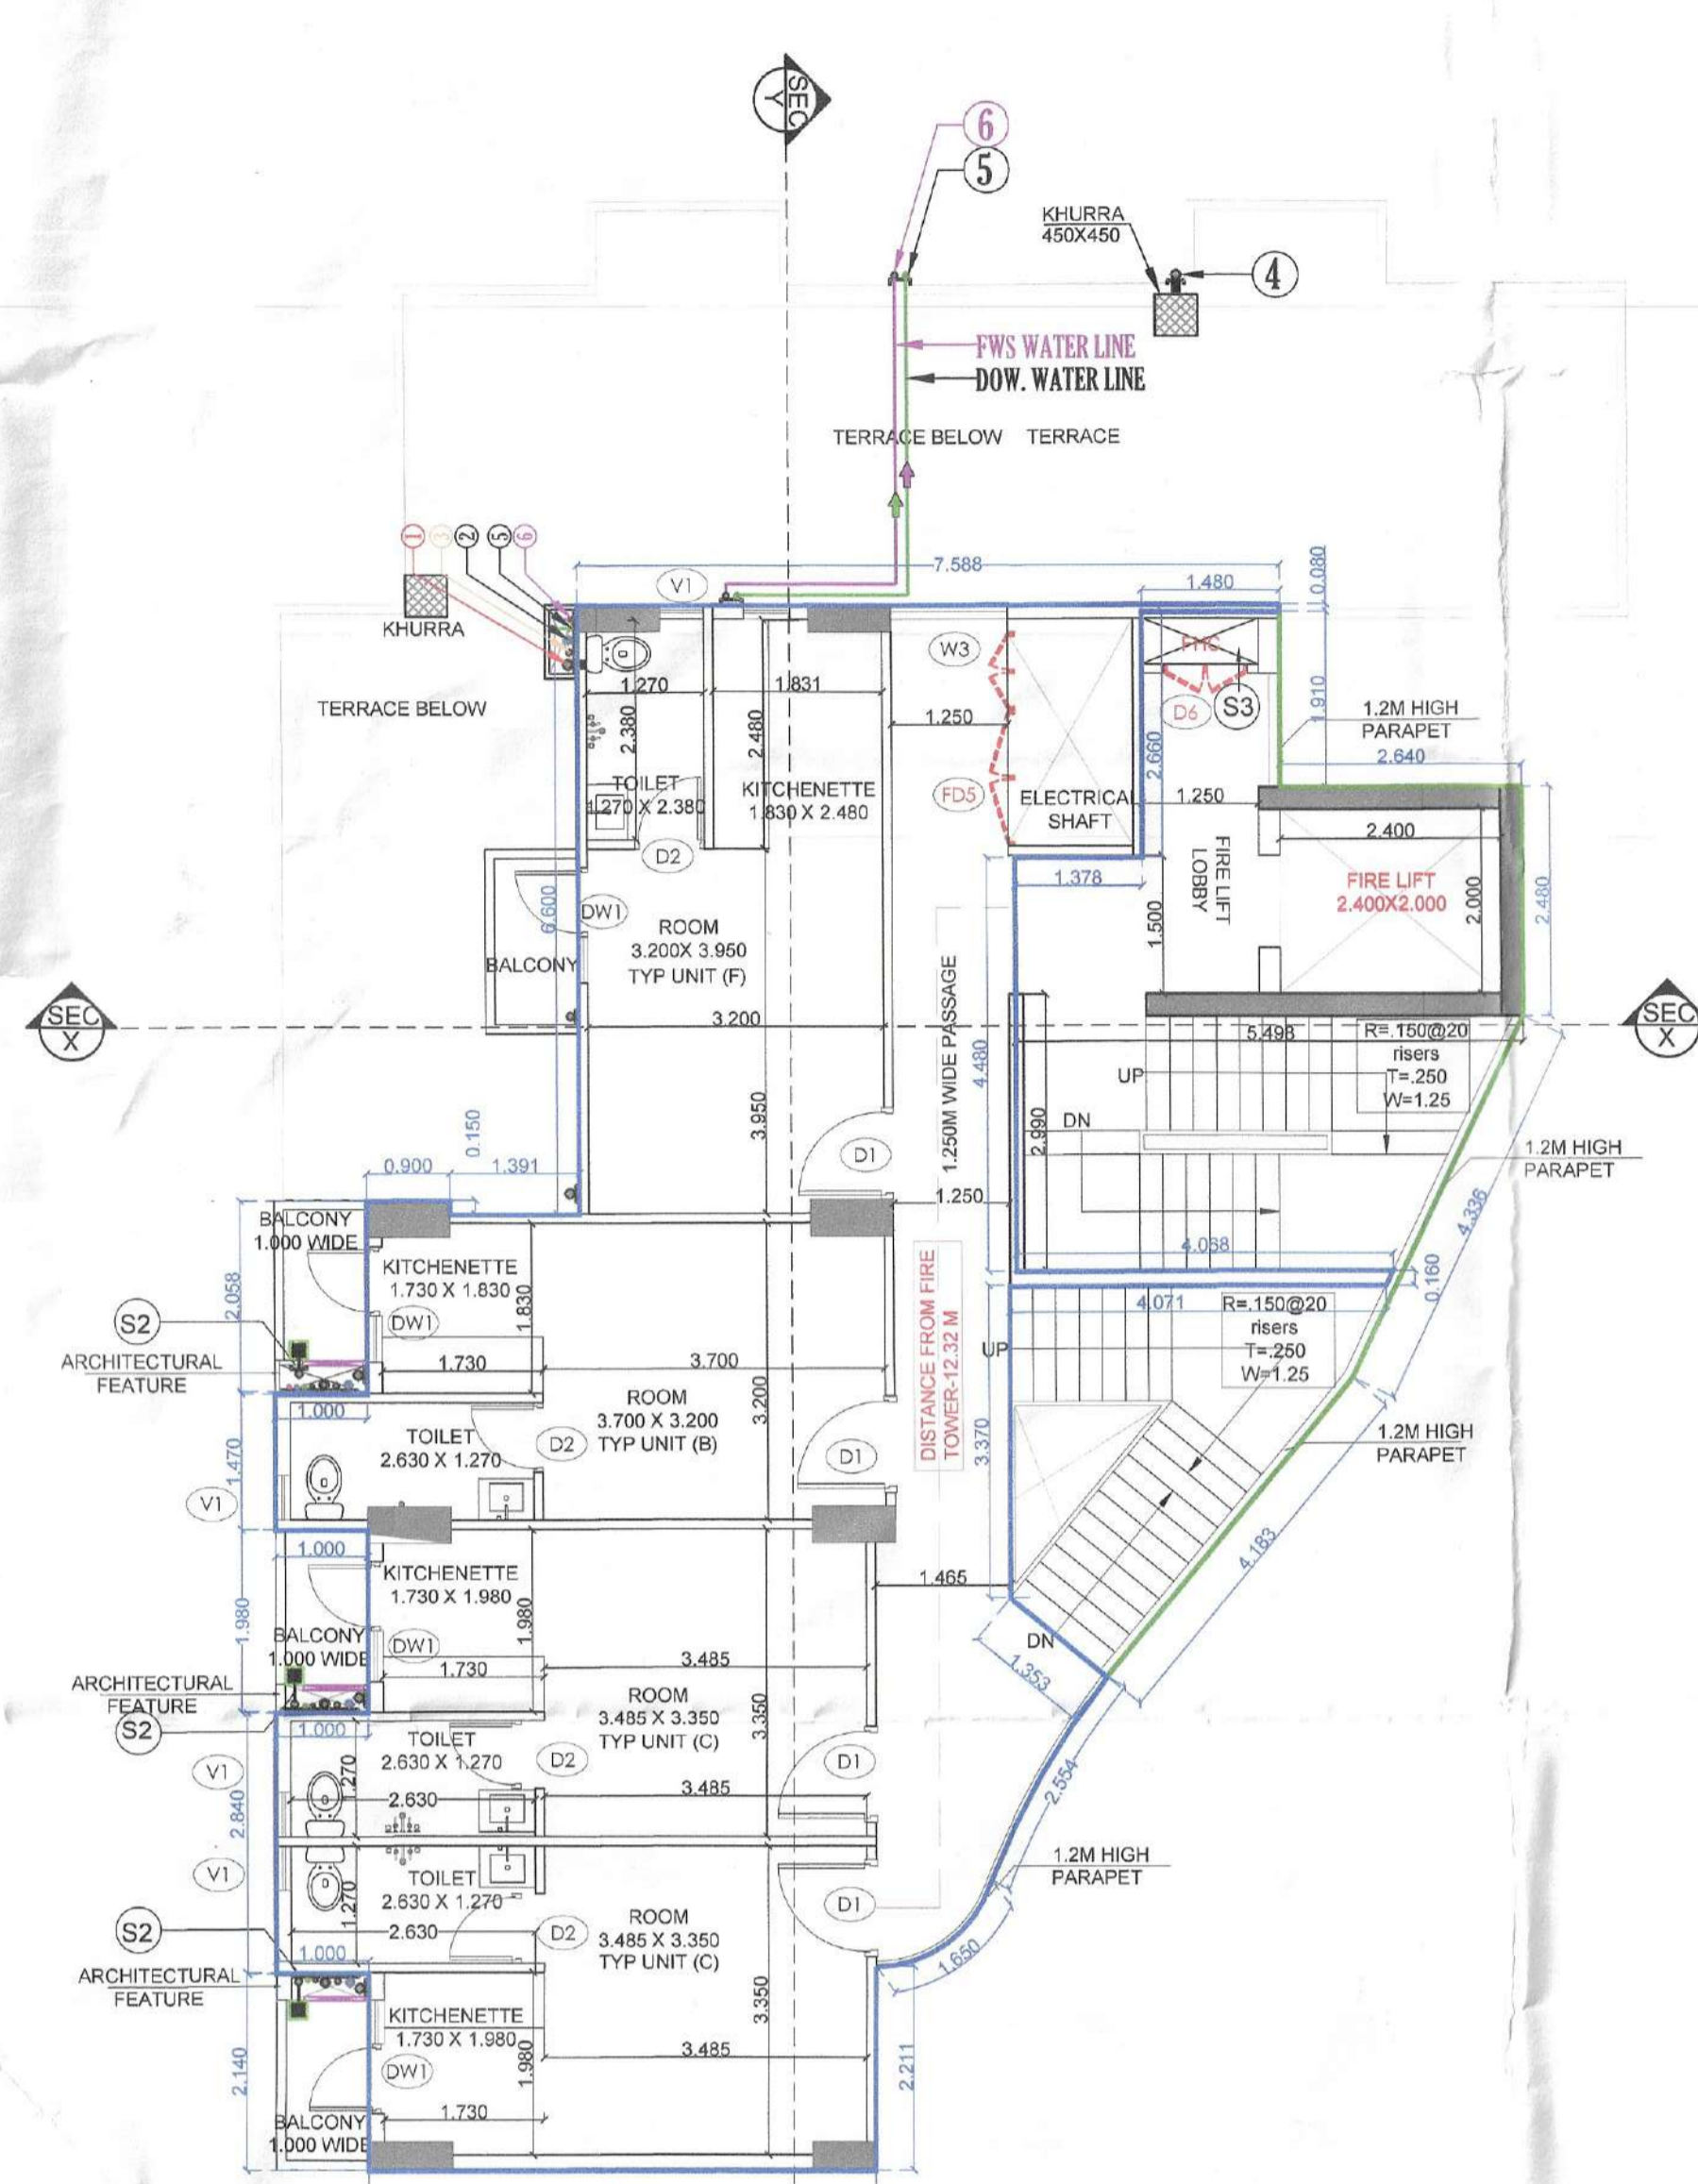 SEC
Y
6
5
KHURRA
450X450
4
FWS WATER LINE
DOW. WATER LINE
TERRACE BELOW
TERRACE
1
3
2
5
6
KHURRA
7.588
V1
1.480
0.080
W3
FHC
1.270
1.831
TERRACE BELOW
1.250
D6
S3
1.910
1.2M HIGH
PARAPET
2.380
2.480
2.660
2.640
TOILET
1.270 X 2.380
KITCHENETTE
1.830 X 2.480
FD5
ELECTRICAL
SHAFT
1.250
2.400
D2
1.378
FIRE LIFT
LOBBY
FIRE LIFT
2.400X2.000
2.000
2.480
6.600
DW1
ROOM
3.200X 3.950
TYP UNIT (F)
1.500
BALCONY
SEC
X
3.200
1.250M WIDE PASSAGE
4.480
5.498
R=.150@20
risers
T=.250
W=1.25
SEC
X
UP
DN
2.990
3.950
0.150
D1
1.2M HIGH
PARAPET
0.900
1.391
1.250
4.336
BALCONY
1.000 WIDE
KITCHENETTE
1.730 X 1.830
2.058
1.830
4.068
0.160
S2
DW1
DISTANCE FROM FIRE
TOWER-12.32 M
4.071
R=.150@20
risers
T=.250
W=1.25
UP
ARCHITECTURAL
FEATURE
1.730
3.700
1.000
ROOM
3.700 X 3.200
TYP UNIT (B)
3.200
TOILET
2.630 X 1.270
D2
D1
1.470
3.370
1.2M HIGH
PARAPET
V1
1.000
KITCHENETTE
1.730 X 1.980
1.465
4.183
1.980
1.980
BALCONY
1.000 WIDE
DW1
1.730
3.485
DN
1.353
ARCHITECTURAL
FEATURE
S2
1.000
ROOM
3.485 X 3.350
TYP UNIT (C)
3.350
TOILET
2.630 X 1.270
D2
D1
V1
1.270
2.630
3.485
2.554
2.840
V1
TOILET
2.630 X 1.270
1.270
2.630
D2
D1
1.2M HIGH
PARAPET
S2
ROOM
3.485 X 3.350
TYP UNIT (C)
1.000
1.650
ARCHITECTURAL
FEATURE
KITCHENETTE
1.730 X 1.980
3.350
1.980
3.485
2.140
DW1
2.211
1.730
BALCONY
1.000 WIDE